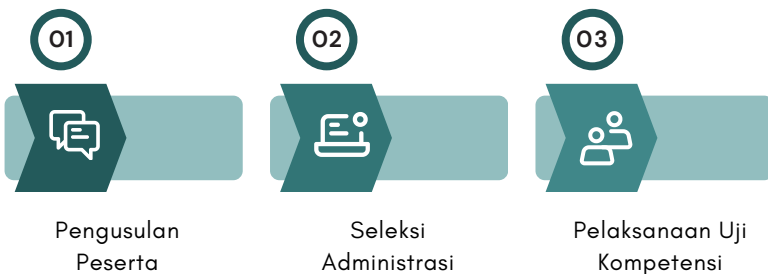 01
02
03
Pengusulan
Peserta
Seleksi
Administrasi
Pelaksanaan Uji
Kompetensi